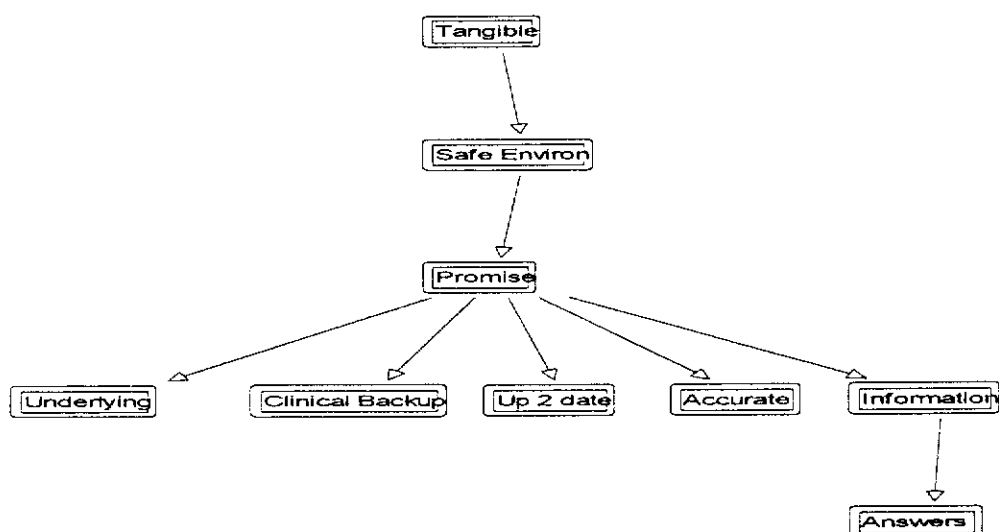 Tangible
Safe Environ
Promise
Underlying
Clinical Backup
Up 2 date
Accurate
Information
Answers